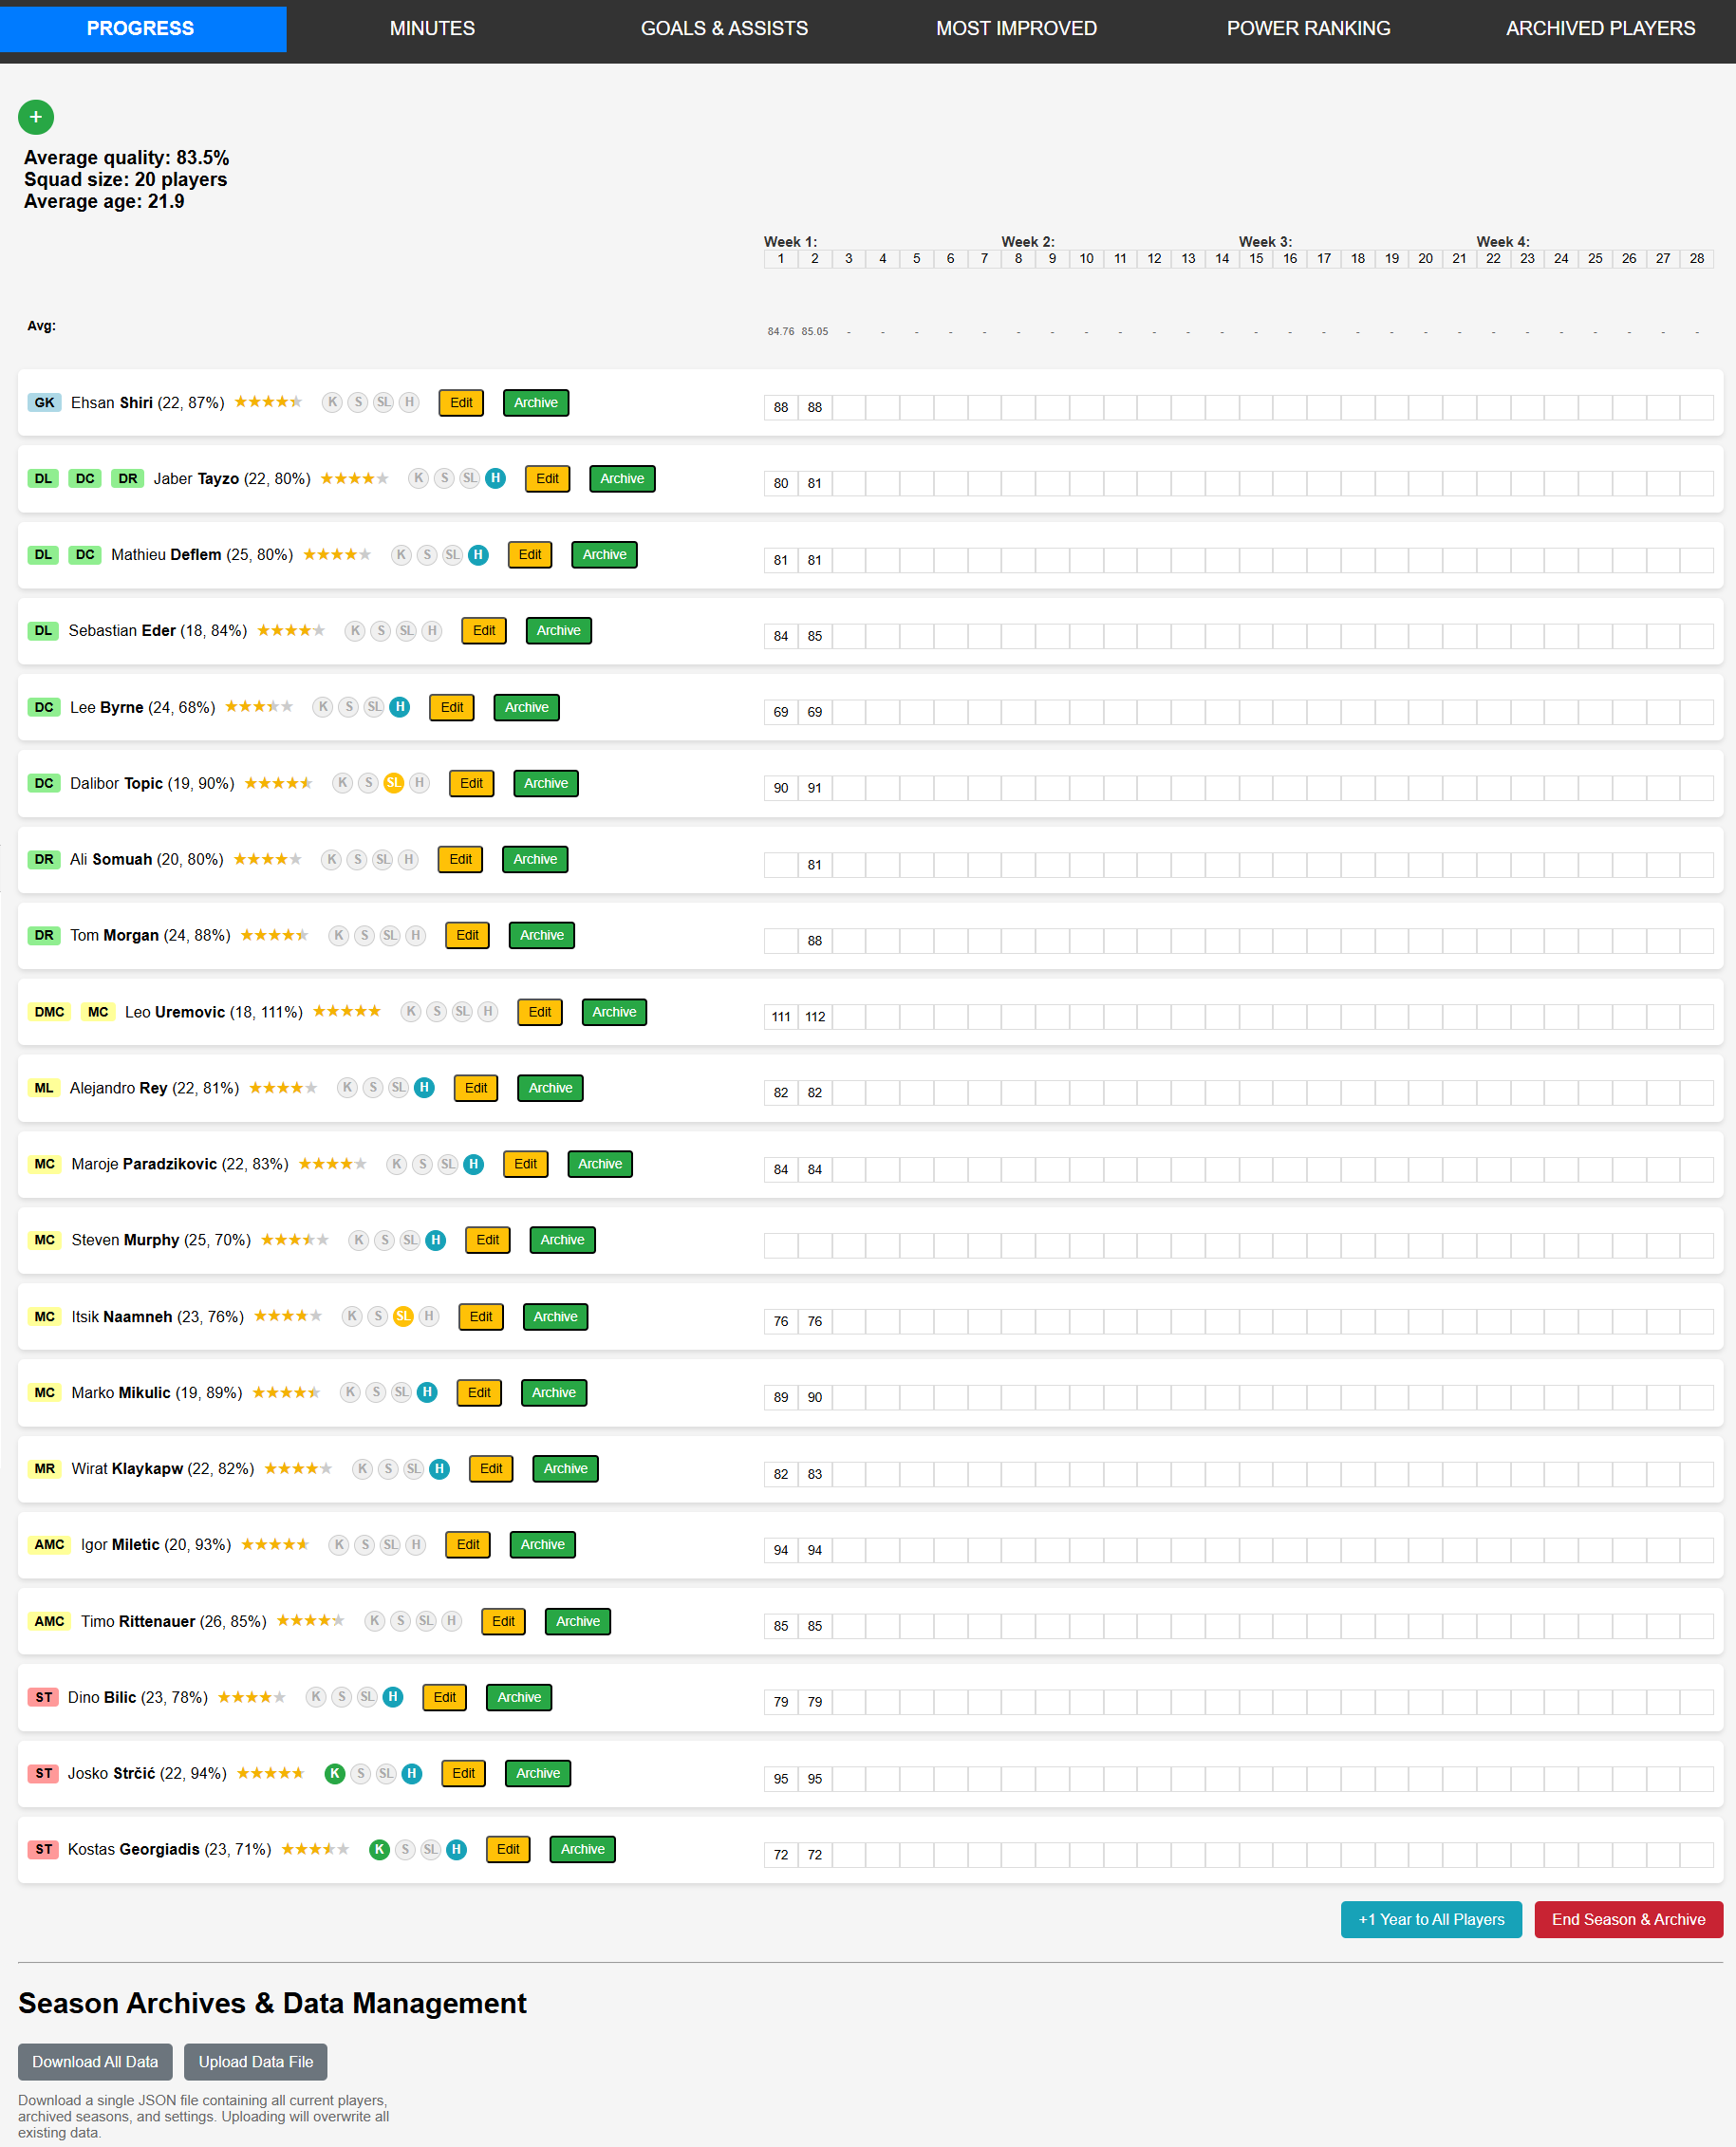 PROGRESS MINUTES GOALS & ASSISTS MOST IMPROVED POWER RANKING ARCHIVED PLAYERS
+
Average quality: 83.5%
Squad size: 20 players
Average age: 21.9
Week 1: Week 2: Week 3: Week 4:
1 2 3 4 5 6 7 8 9 10 11 12 13 14 15 16 17 18 19 20 21 22 23 24 25 26 27 28
Avg: 84.76 85.05 - - - - - - - - - - - - - - - - - - - - - - - - - -
GK Ehsan Shiri (22, 87%) ★★★★★ K S SL H Edit Archive 88 88
DL DC DR Jaber Tayzo (22, 80%) ★★★★★ K S SL H Edit Archive 80 81
DL DC Mathieu Deflem (25, 80%) ★★★★★ K S SL H Edit Archive 81 81
DL Sebastian Eder (18, 84%) ★★★★★ K S SL H Edit Archive 84 85
DC Lee Byrne (24, 68%) ★★★★★ K S SL H Edit Archive 69 69
DC Dalibor Topic (19, 90%) ★★★★★ K S SL H Edit Archive 90 91
DR Ali Somuah (20, 80%) ★★★★★ K S SL H Edit Archive 81
DR Tom Morgan (24, 88%) ★★★★★ K S SL H Edit Archive 88
DMC MC Leo Uremovic (18, 111%) ★★★★★ K S SL H Edit Archive 111 112
ML Alejandro Rey (22, 81%) ★★★★★ K S SL H Edit Archive 82 82
MC Maroje Paradzikovic (22, 83%) ★★★★★ K S SL H Edit Archive 84 84
MC Steven Murphy (25, 70%) ★★★★★ K S SL H Edit Archive
MC Itsik Naamneh (23, 76%) ★★★★★ K S SL H Edit Archive 76 76
MC Marko Mikulic (19, 89%) ★★★★★ K S SL H Edit Archive 89 90
MR Wirat Klaykapw (22, 82%) ★★★★★ K S SL H Edit Archive 82 83
AMC Igor Miletic (20, 93%) ★★★★★ K S SL H Edit Archive 94 94
AMC Timo Rittenauer (26, 85%) ★★★★★ K S SL H Edit Archive 85 85
ST Dino Bilic (23, 78%) ★★★★★ K S SL H Edit Archive 79 79
ST Josko Strčić (22, 94%) ★★★★★ K S SL H Edit Archive 95 95
ST Kostas Georgiadis (23, 71%) ★★★★★ K S SL H Edit Archive 72 72
+1 Year to All Players End Season & Archive
Season Archives & Data Management
Download All Data Upload Data File
Download a single JSON file containing all current players,
archived seasons, and settings. Uploading will overwrite all
existing data.